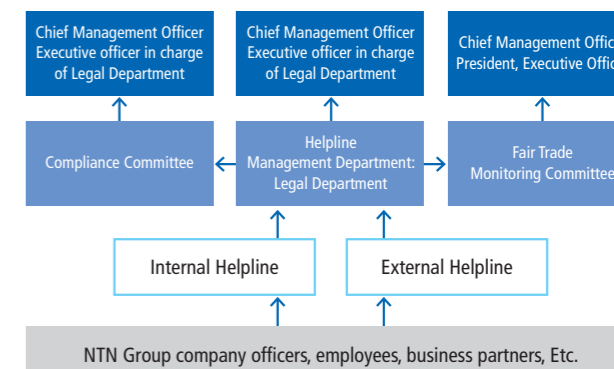 Chief Management Officer
Executive officer in charge
of Legal Department
Chief Management Officer
Executive officer in charge
of Legal Department
Chief Management
President, Executive
Compliance Committee
Helpline
Management Department:
Legal Department
Fair Trade
Monitoring Committee
Internal Helpline
External Helpline
NTN Group company officers, employees, business partners, Etc.